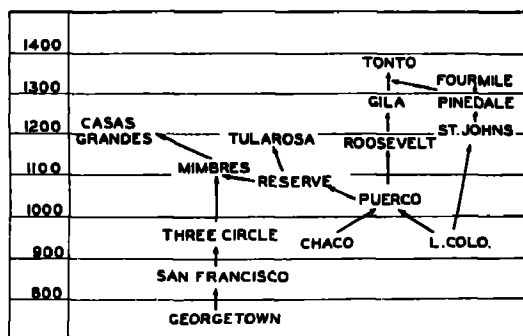 1400
TONTO
FOURMILE
1300
GILA
PINEDALE
CASAS
GRANDES
1200
TULAROSA
ROOSEVELT
ST. JOHNS
1100
MIMBRES
RESERVE
PUERCO
1000
THREE CIRCLE
CHACO
L. COLO.
900
SAN FRANCISCO
800
GEORGETOWN